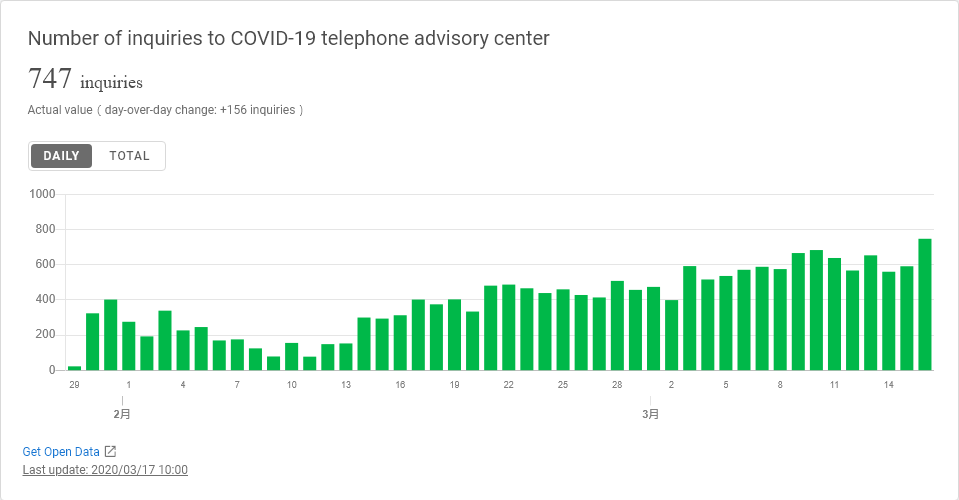 Number of inquiries to COVID-19 telephone advisory center
747 inquiries
Actual value ( day-over-day change: +156 inquiries )
DAILY TOTAL
1000
800
600
400
200
0
29 1 4 7 10 13 16 19 22 25 28 2 5 8 11 14
2月 3月
Get Open Data
Last update: 2020/03/17 10:00